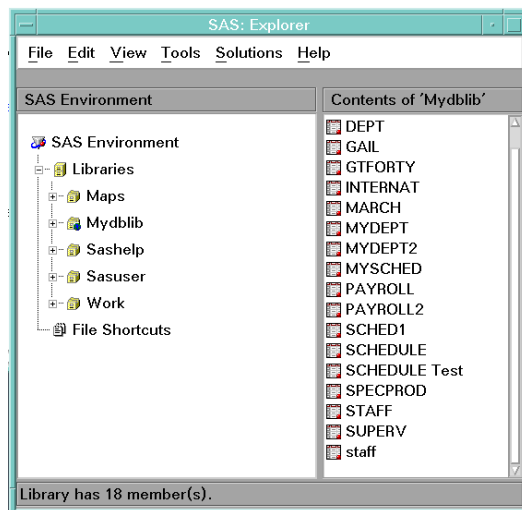 SAS: Explorer
File Edit View Tools Solutions Help
SAS Environment
Contents of 'Mydblib'
SAS Environment
Libraries
Maps
Mydblib
Sashelp
Sasuser
Work
File Shortcuts
DEPT
GAIL
GTFORTY
INTERNAT
MARCH
MYDEPT
MYDEPT2
MYSCHED
PAYROLL
PAYROLL2
SCHED1
SCHEDULE
SCHEDULE Test
SPECPROD
STAFF
SUPERV
staff
Library has 18 member(s).